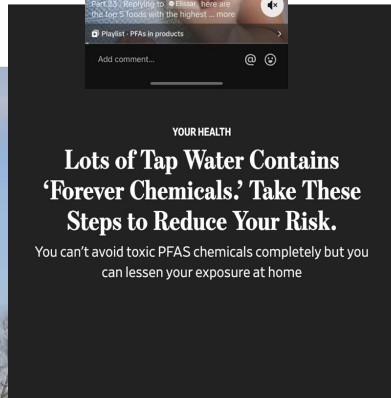 Part 23 . Replying to Elissar here are
the top 5 foods with the highest ... more
Playlist · PFAs in products
Add comment...
@
YOUR HEALTH
Lots of Tap Water Contains
‘Forever Chemicals.’ Take These
Steps to Reduce Your Risk.
You can't avoid toxic PFAS chemicals completely but you
can lessen your exposure at home